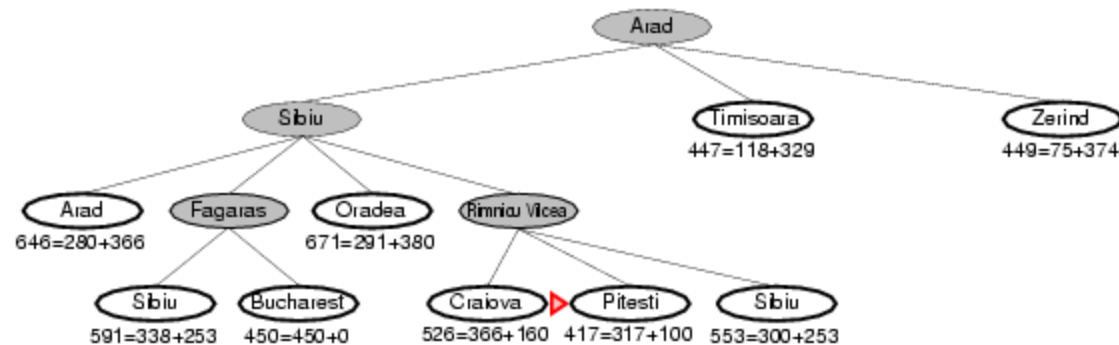 Arad
Sibiu
Timisoara
Zerind
447=118+329
449=75+374
Arad
Fagaras
Oradea
Rimnicu Vilcea
646=280+366
671=291+380
Sibiu
Bucharest
Craiova
Pitesti
Sibiu
591=338+253
450=450+0
526=366+160
417=317+100
553=300+253